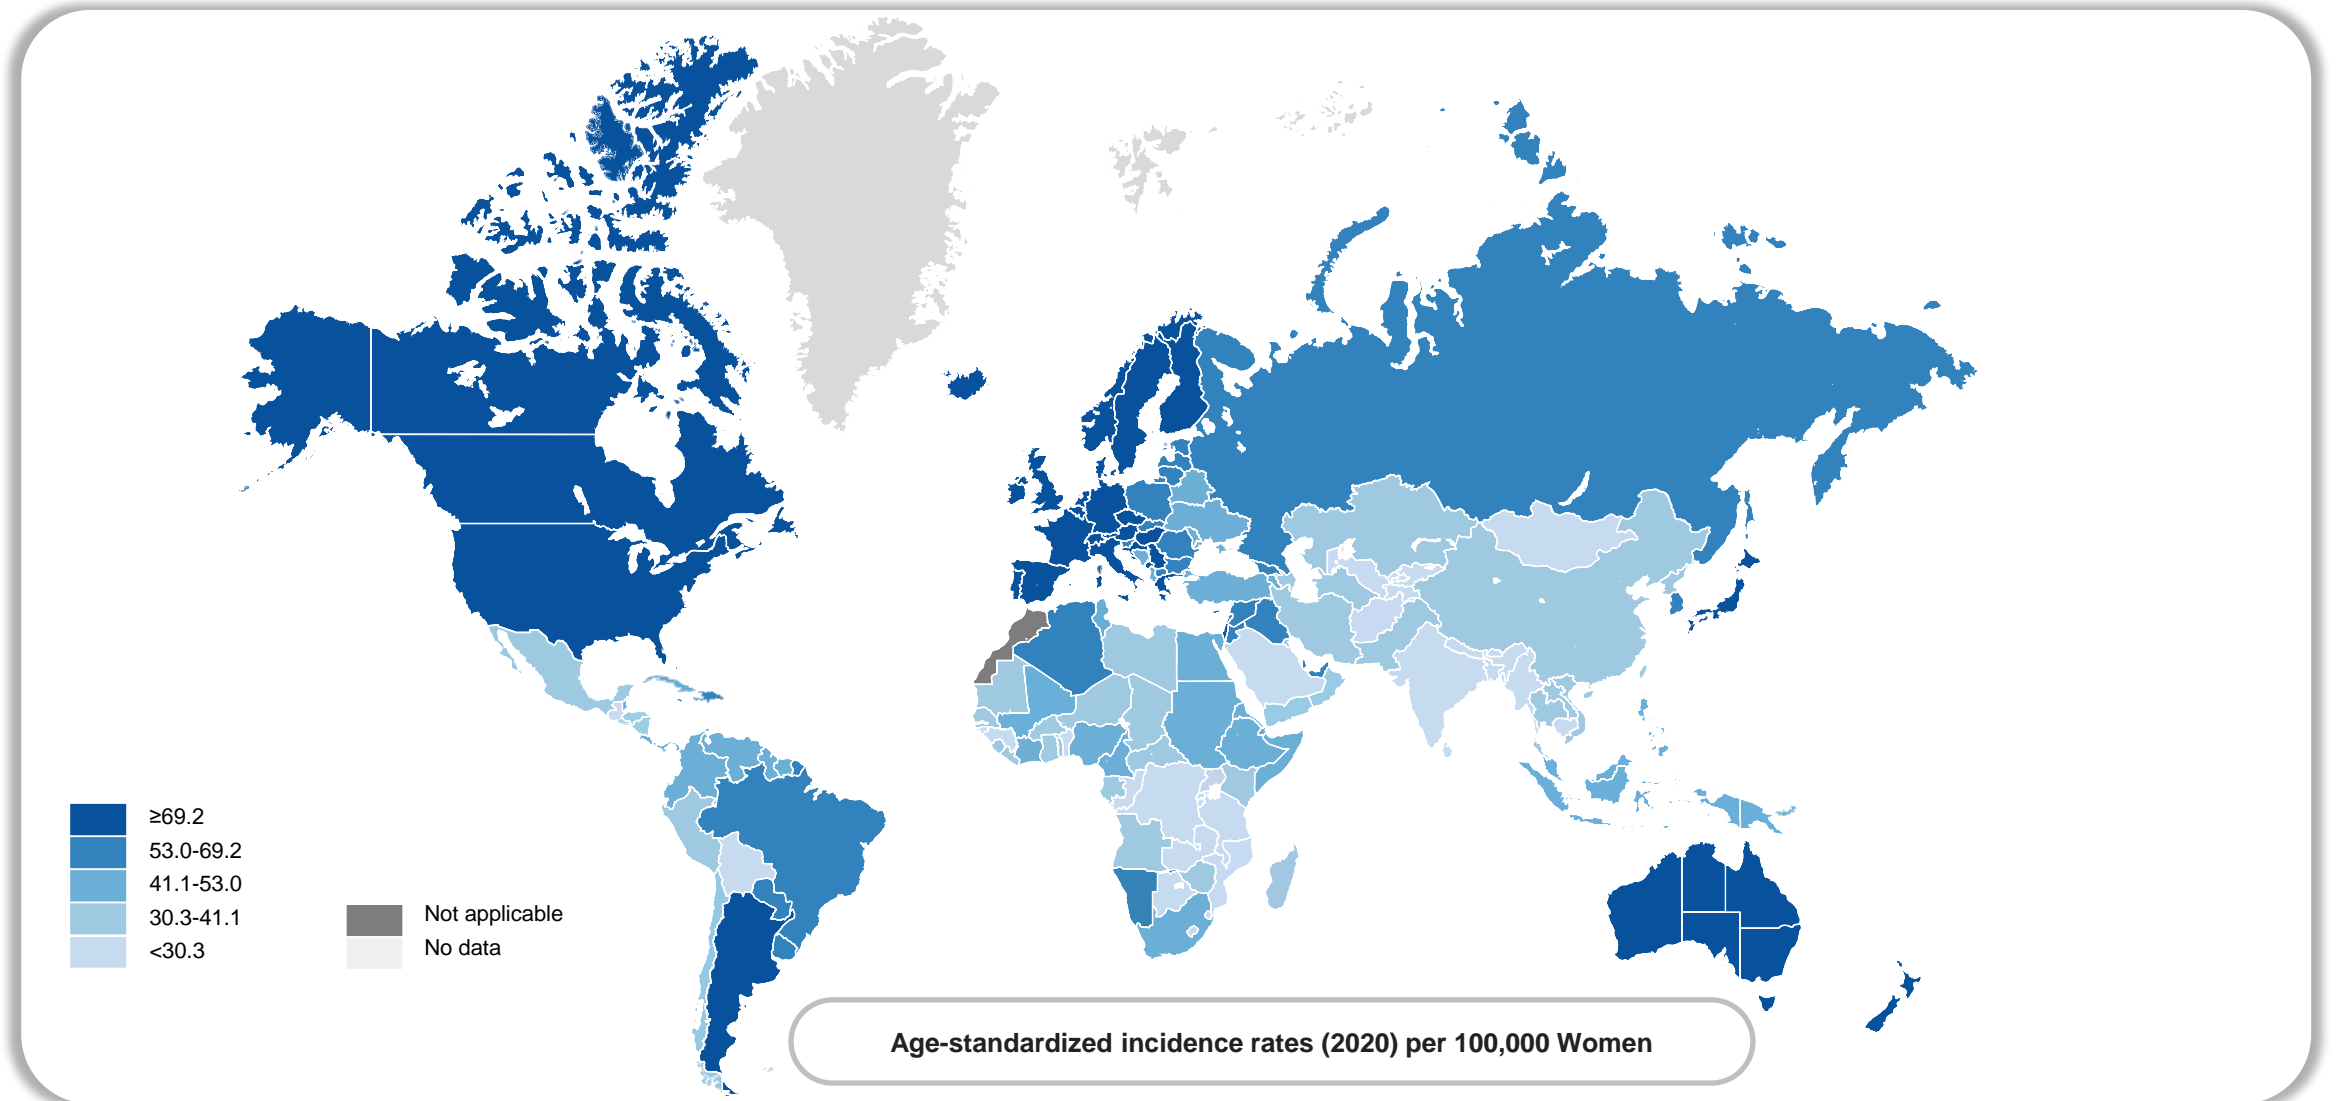 ≥69.2
53.0-69.2
41.1-53.0
30.3-41.1
<30.3
Not applicable
No data
Age-standardized incidence rates (2020) per 100,000 Women